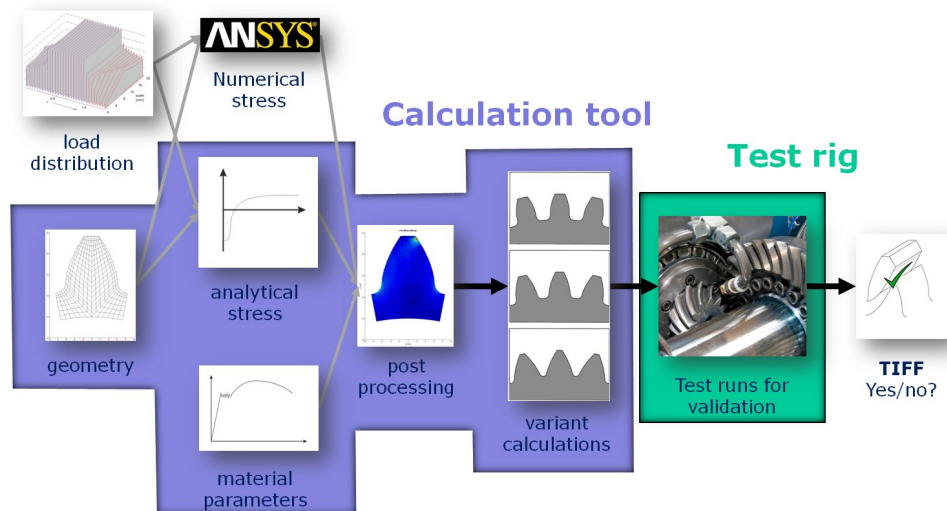 ANSYS
Numerical
stress
load
distribution
Calculation tool
Test rig
analytical
stress
geometry
post
processing
material
parameters
variant
calculations
Test runs for
validation
TIFF
Yes/no?